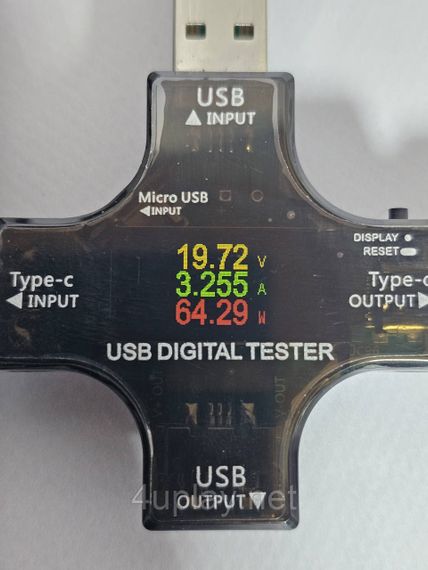 USB
▲ INPUT
Micro USB
◀INPUT
DISPLAY
RESET
19.72 V
3.255 A
64.29 W
Type-c
◀ INPUT
Type-c
OUTPUT▶
USB DIGITAL TESTER
V-OUT
USB
OUTPUT▼
4uplay.net